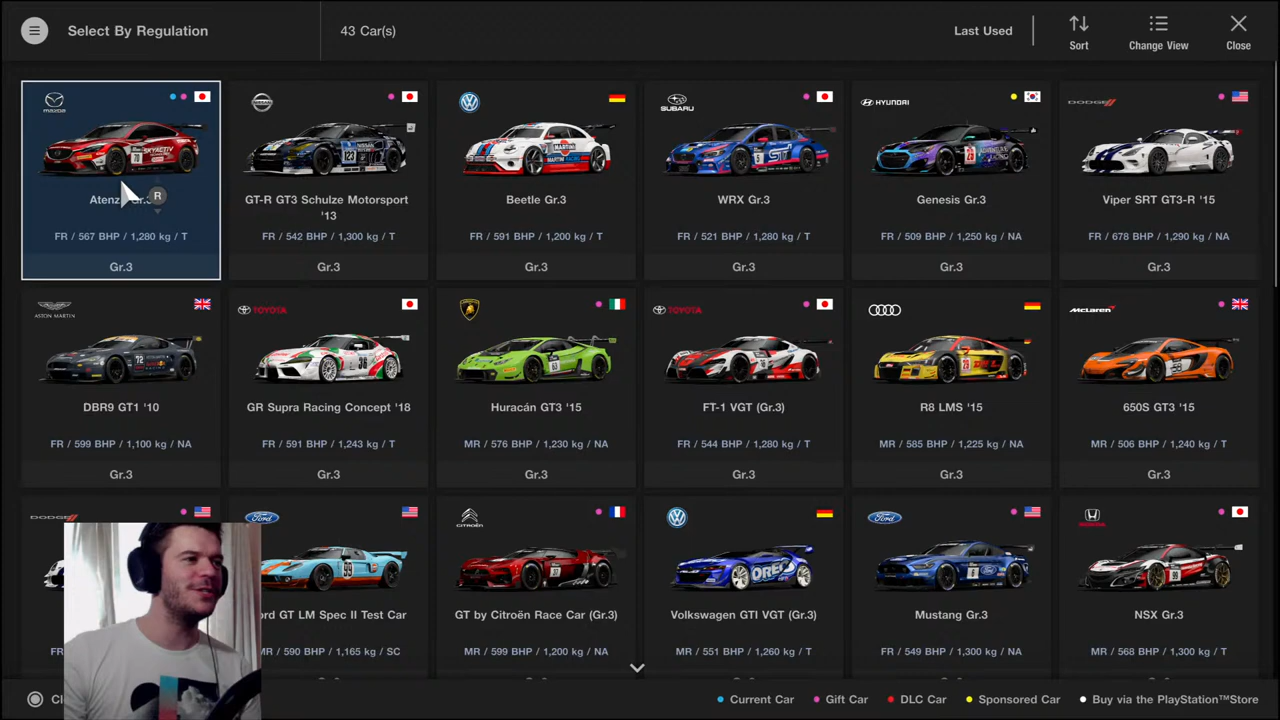 Select By Regulation
43 Car(s)
Last Used
Sort
Change View
Close
mazda
NISSAN
SUBARU
HYUNDAI
DODGE
R
GT-R GT3 Schulze Motorsport
'13
Beetle Gr.3
WRX Gr.3
Genesis Gr.3
Viper SRT GT3-R '15
FR / 567 BHP / 1,280 kg / T
FR / 542 BHP / 1,300 kg / T
FR / 591 BHP / 1,200 kg / T
FR / 521 BHP / 1,280 kg / T
FR / 509 BHP / 1,250 kg / NA
FR / 678 BHP / 1,290 kg / NA
Gr.3
Gr.3
Gr.3
Gr.3
Gr.3
Gr.3
ASTON MARTIN
TOYOTA
TOYOTA
McLaren
DBR9 GT1 '10
GR Supra Racing Concept '18
Huracán GT3 '15
FT-1 VGT (Gr.3)
R8 LMS '15
650S GT3 '15
FR / 599 BHP / 1,100 kg / NA
FR / 591 BHP / 1,243 kg / T
MR / 576 BHP / 1,230 kg / NA
FR / 544 BHP / 1,280 kg / T
MR / 585 BHP / 1,225 kg / NA
MR / 506 BHP / 1,240 kg / T
Gr.3
Gr.3
Gr.3
Gr.3
Gr.3
Gr.3
DODGE
Ford
CITROËN
Ford
HONDA
GT LM Spec II Test Car
GT by Citroën Race Car (Gr.3)
Volkswagen GTI VGT (Gr.3)
Mustang Gr.3
NSX Gr.3
MR / 590 BHP / 1,165 kg / SC
MR / 599 BHP / 1,200 kg / NA
MR / 551 BHP / 1,260 kg / T
FR / 549 BHP / 1,300 kg / NA
MR / 568 BHP / 1,300 kg / T
Current Car
Gift Car
DLC Car
Sponsored Car
Buy via the PlayStation™Store